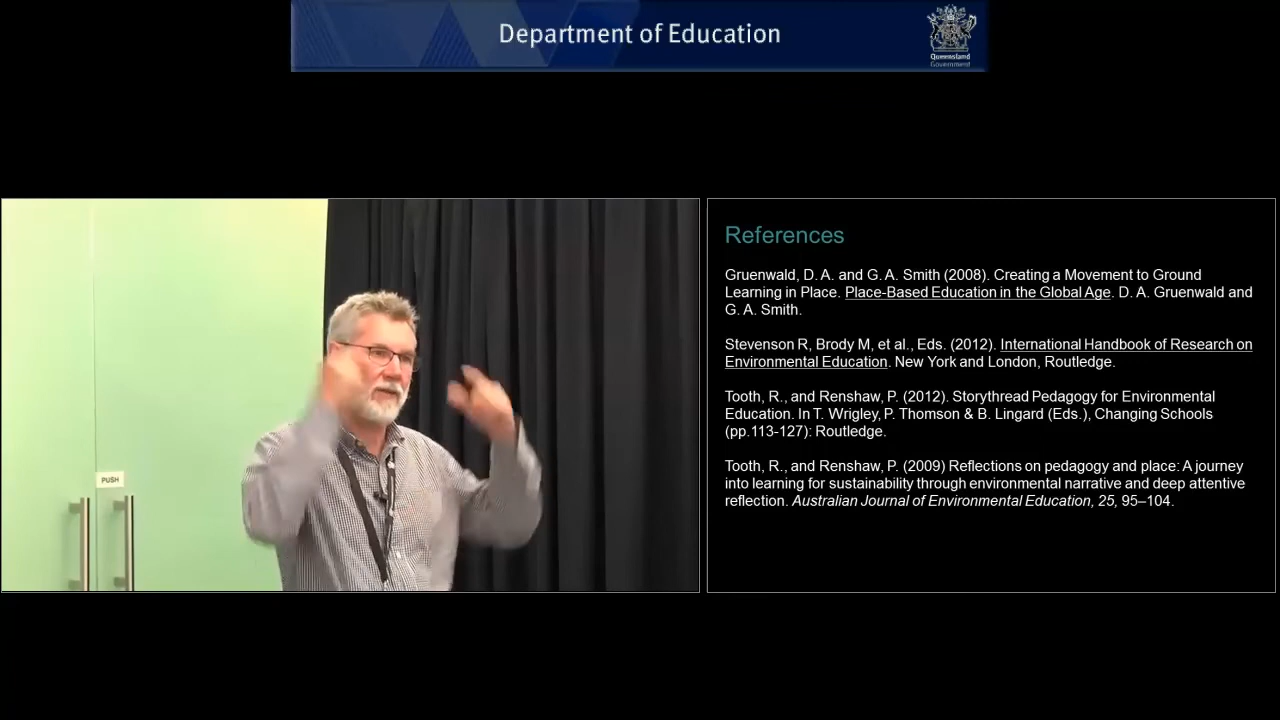 Department of Education
Queensland
Government
References
Gruenwald, D. A. and G. A. Smith (2008). Creating a Movement to Ground
Learning in Place. Place-Based Education in the Global Age. D. A. Gruenwald and
G. A. Smith.
Stevenson R, Brody M, et al., Eds. (2012). International Handbook of Research on
Environmental Education. New York and London, Routledge.
Tooth, R., and Renshaw, P. (2012). Storythread Pedagogy for Environmental
Education. In T. Wrigley, P. Thomson & B. Lingard (Eds.), Changing Schools
(pp.113-127): Routledge.
Tooth, R., and Renshaw, P. (2009) Reflections on pedagogy and place: A journey
into learning for sustainability through environmental narrative and deep attentive
reflection. Australian Journal of Environmental Education, 25, 95–104.
PUSH